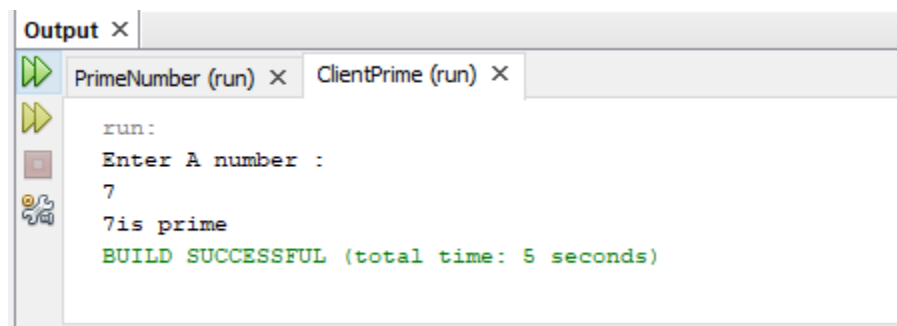 Output ×
PrimeNumber (run) × ClientPrime (run) ×
run:
Enter A number :
7
7is prime
BUILD SUCCESSFUL (total time: 5 seconds)